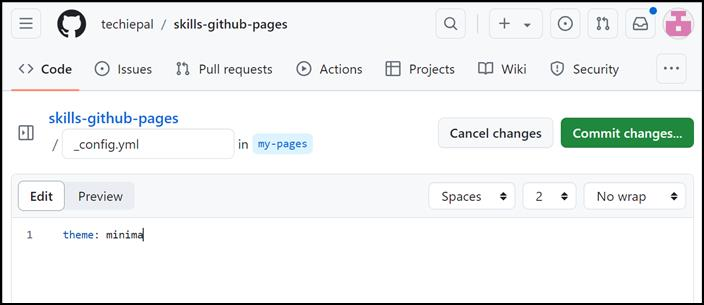 techiepal / skills-github-pages
Code Issues Pull requests Actions Projects Wiki Security
skills-github-pages
/ _config.yml in my-pages
Cancel changes Commit changes...
Edit Preview Spaces 2 No wrap
1 theme: minima